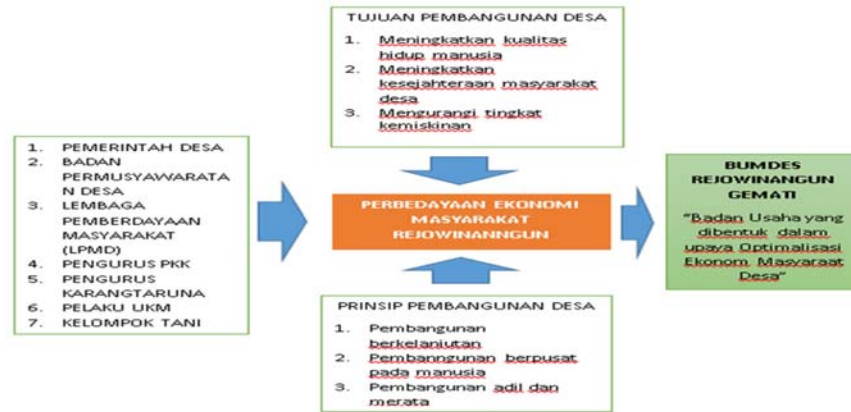 TUJUAN PEMBANGUNAN DESA
1. Meningkatkan kualitas
hidup manusia
2. Meningkatkan
kesejahteraan masyarakat
desa
3. Mengurangi tingkat
kemiskinan
1. PEMERINTAH DESA
2. BADAN
PERMUSYAWARATA
N DESA
3. LEMBAGA
PEMBERDAYAAN
MASYARAKAT
(LPMD)
4. PENGURUS PKK
5. PENGURUS
KARANGTARUNA
6. PELAKU UKM
7. KELOMPOK TANI
PERBEDAYAAN EKONOMI
MASYARAKAT
REJOWINANNGUN
BUMDES
REJOWINANGUN
GEMATI
"Badan Usaha yang
dibentuk dalam
upaya Optimalisasi
Ekonom Masyaraat
Desa"
PRINSIP PEMBANGUNAN DESA
1. Pembangunan
berkelanjutan
2. Pembanngunan berpusat
pada manusia
3. Pembangunan adil dan
merata